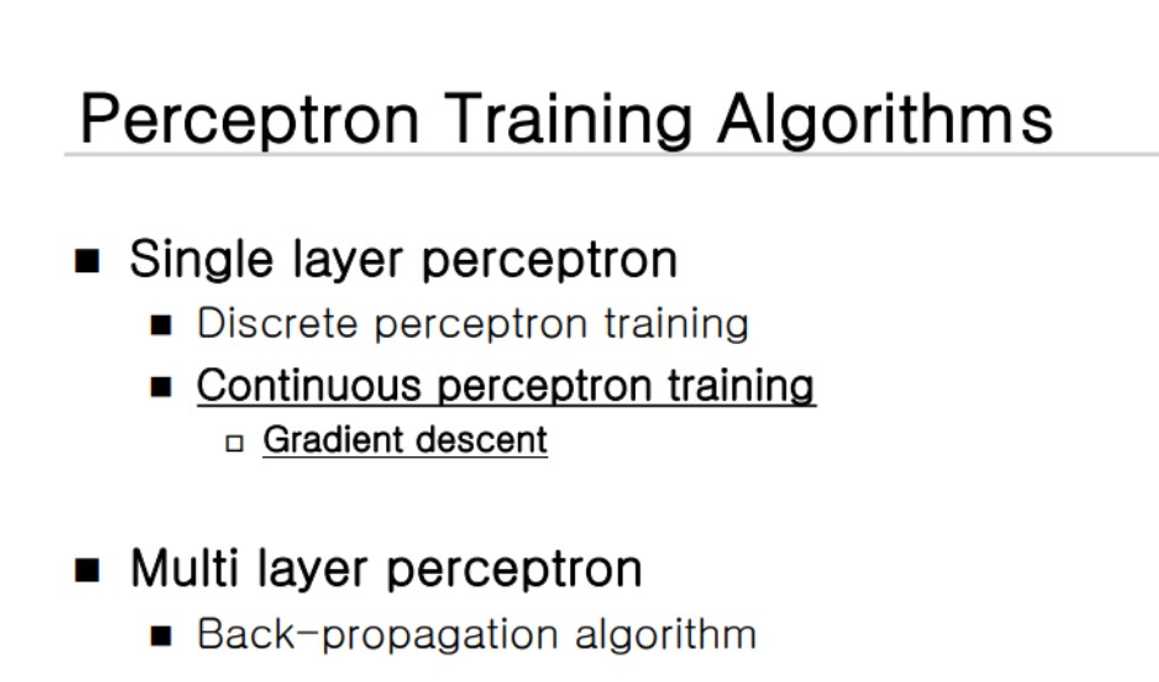 Perceptron Training Algorithms
Single layer perceptron
Discrete perceptron training
Continuous perceptron training
Gradient descent
Multi layer perceptron
Back-propagation algorithm